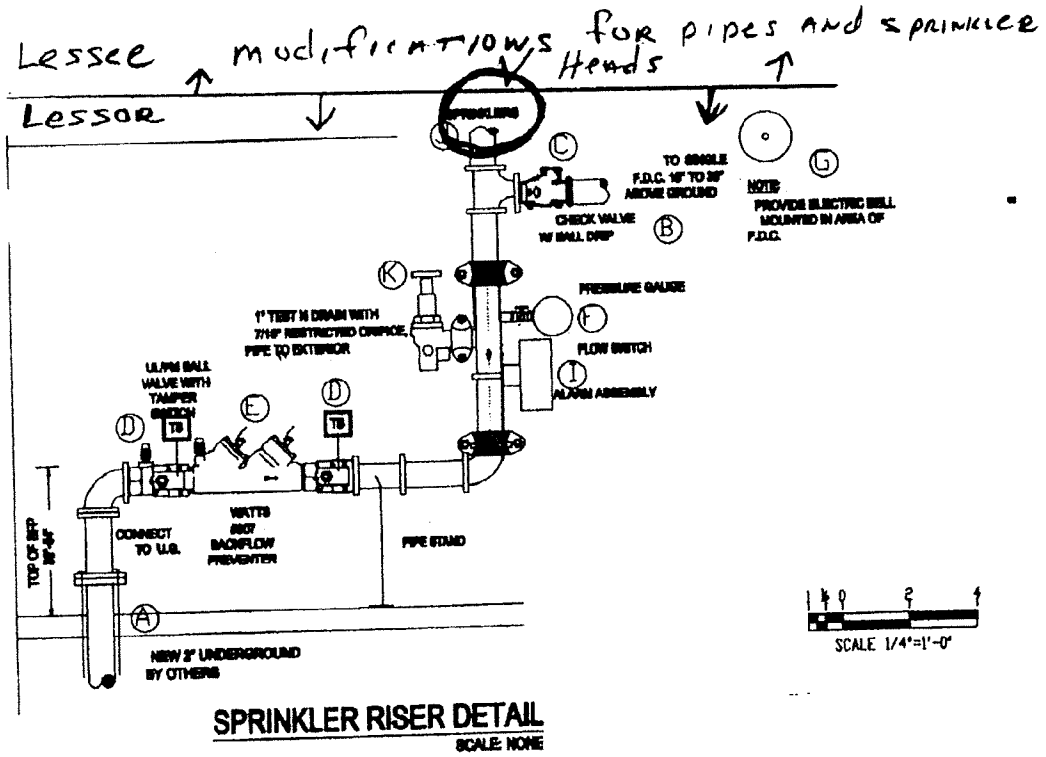 Lessee modifications for pipes and sprinkler
Heads
Lessor
SPRINKLERS
J
C
TO SINGLE
F.D.C. 18" TO 36"
ABOVE GROUND
G
NOTE:
PROVIDE ELECTRIC BELL
MOUNTED IN AREA OF
F.D.C.
CHECK VALVE
W/ BALL DRIP
B
K
PRESSURE GAUGE
1" TEST N DRAIN WITH
7/16" RESTRICTED ORIFICE,
PIPE TO EXTERIOR
F
FLOW SWITCH
I
ALARM ASSEMBLY
UL/FM BALL
VALVE WITH
TAMPER
SWITCH
D
TS
E
D
TS
TOP OF BFP
CONNECT
TO U.G.
WATTS
BACKFLOW
PREVENTER
PIPE STAND
A
NEW 2" UNDERGROUND
BY OTHERS
1 0 2 4
SCALE 1/4"=1'-0"
SPRINKLER RISER DETAIL
SCALE: NONE